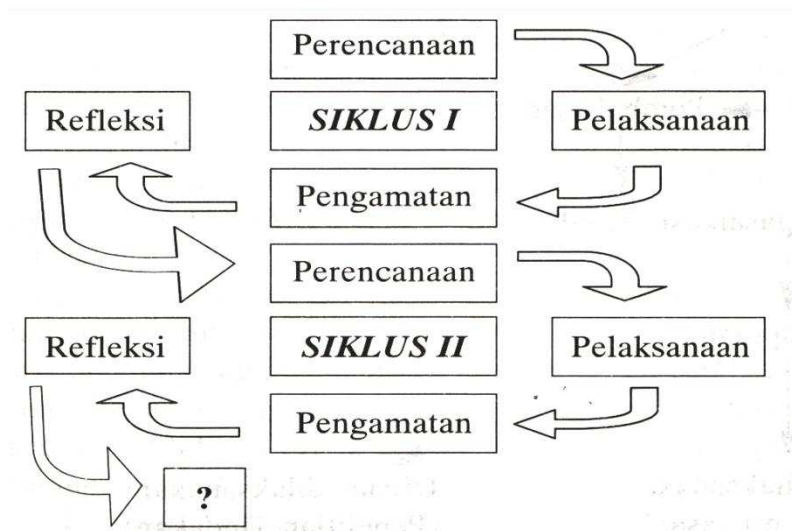 Perencanaan
Refleksi
SIKLUS I
Pelaksanaan
Pengamatan
Perencanaan
Refleksi
SIKLUS II
Pelaksanaan
Pengamatan
?